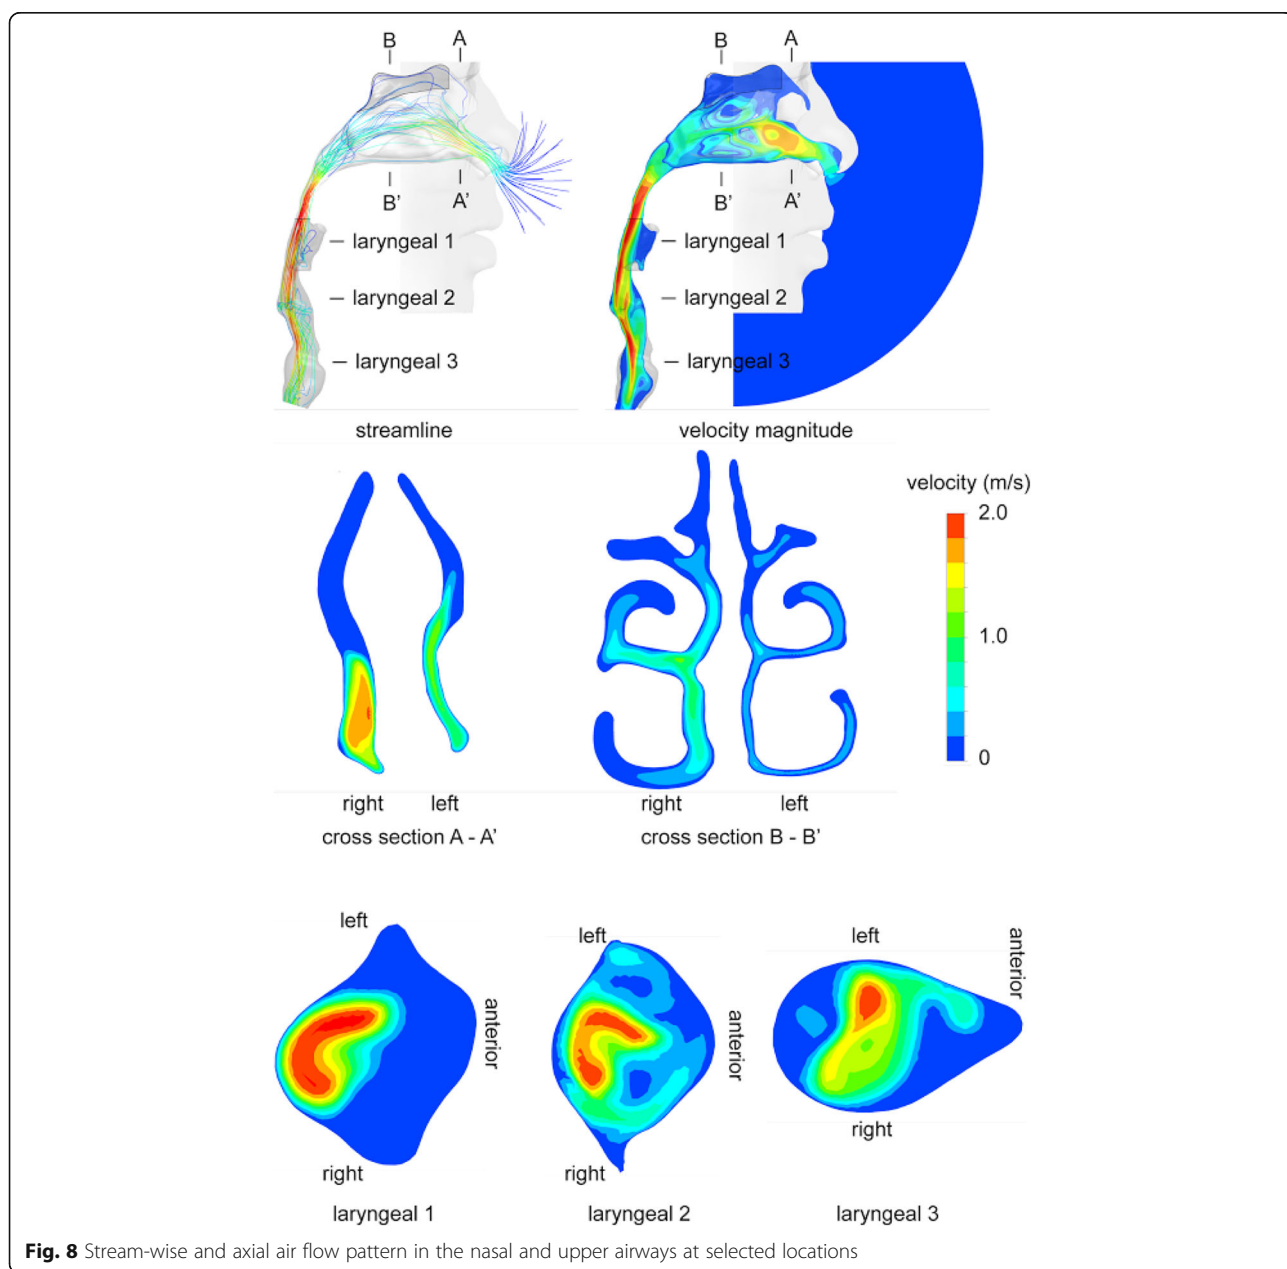 B A
B A
B' A'
B' A'
laryngeal 1
laryngeal 1
laryngeal 2
laryngeal 2
laryngeal 3
laryngeal 3
streamline
velocity magnitude
velocity (m/s)
2.0
1.0
0
right left
right left
cross section A - A'
cross section B - B'
left
anterior
right
laryngeal 1
left
anterior
right
laryngeal 2
left
anterior
right
laryngeal 3
Fig. 8 Stream-wise and axial air flow pattern in the nasal and upper airways at selected locations